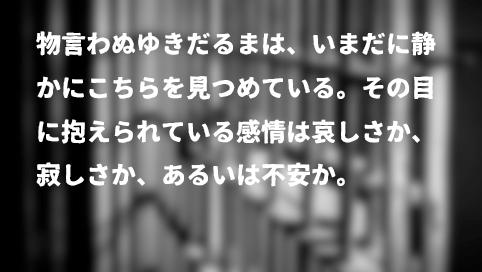 物言わぬゆきだるまは、いまだに静
かにこちらを見つめている。その目
に抱えられている感情は哀しさか、
寂しさか、あるいは不安か。